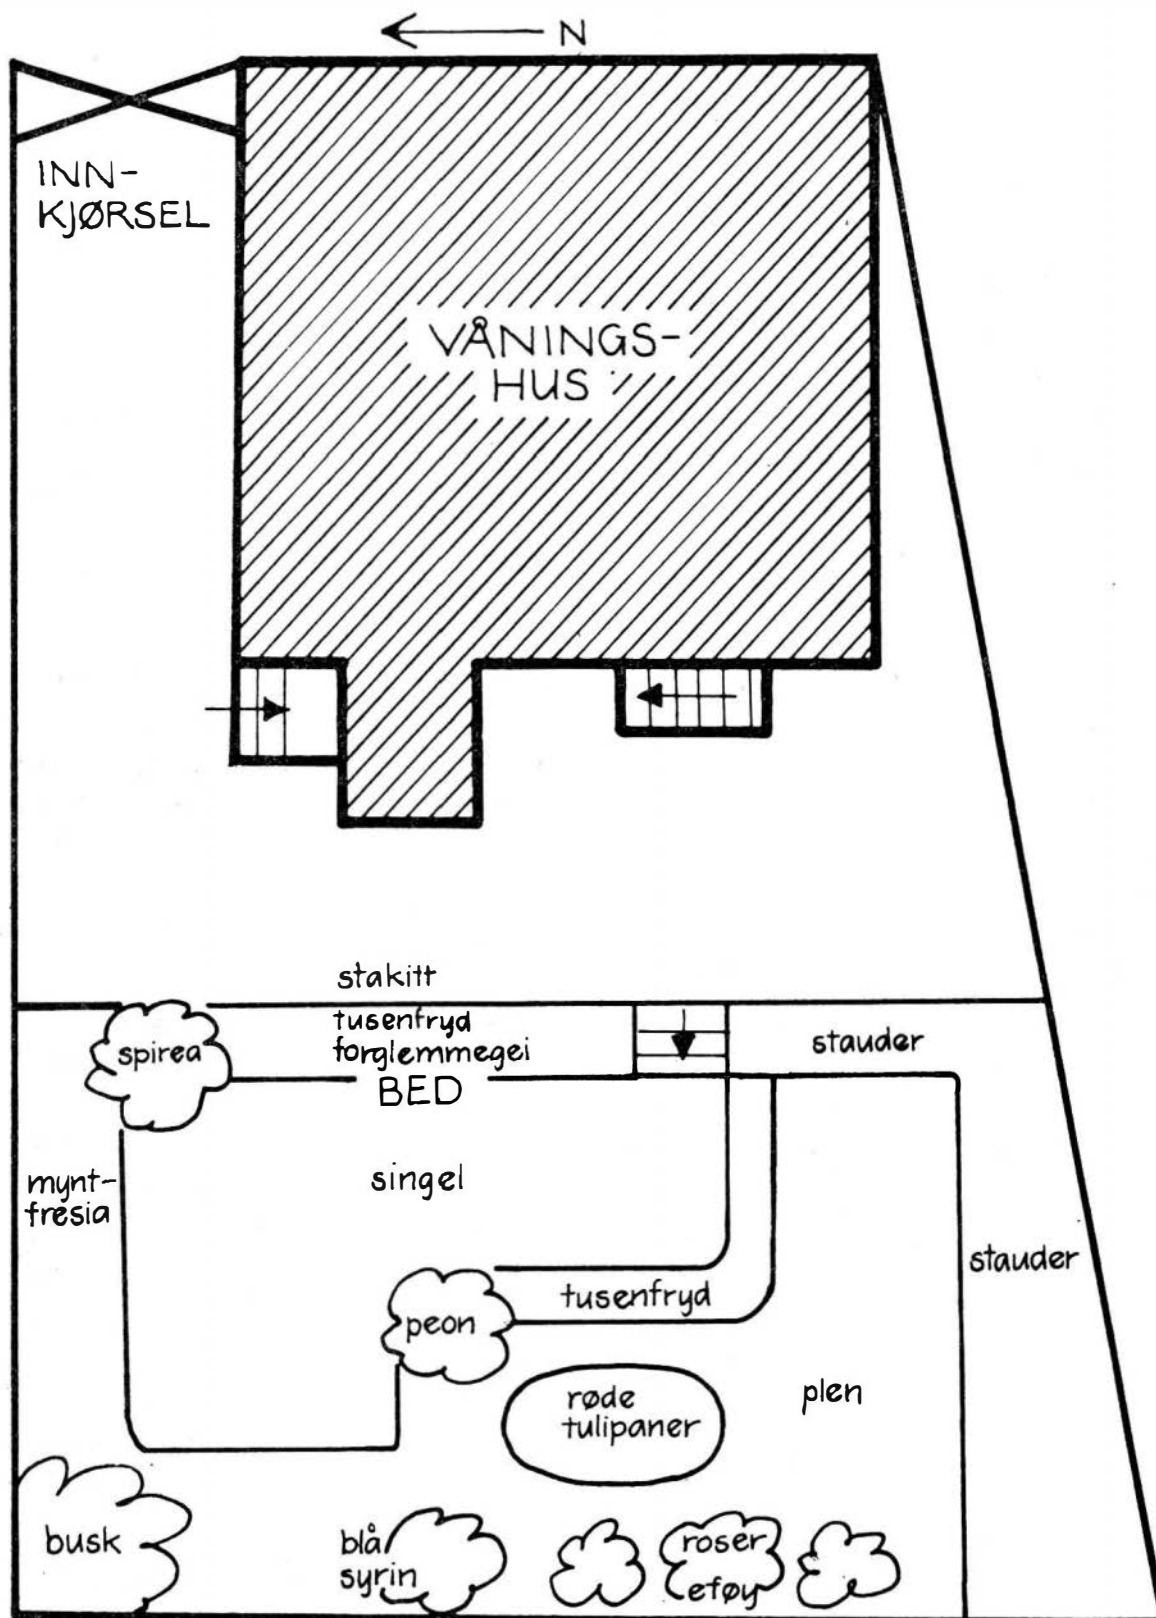 N
INN-
KJØRSEL
VÅNINGS-
HUS
stakitt
tusenfryd
forglemmegei
BED
spirea
stauder
mynt-
fresia
singel
stauder
tusenfryd
peon
plen
røde
tulipaner
busk
blå
syrin
roser
eføy